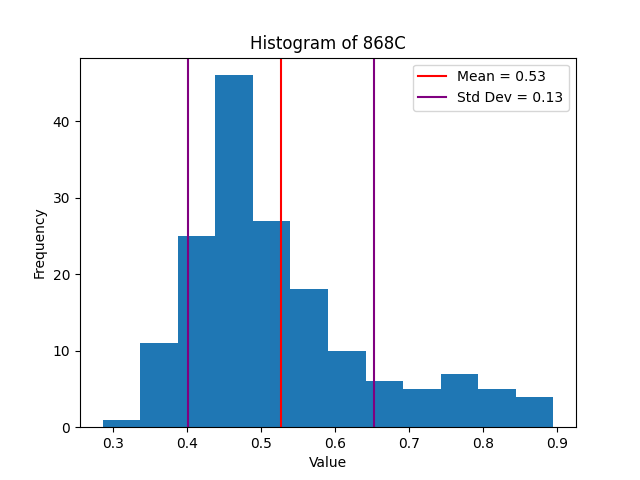 Histogram of 868C
Mean = 0.53
Std Dev = 0.13
Frequency
40
30
20
10
0
0.3 0.4 0.5 0.6 0.7 0.8 0.9
Value